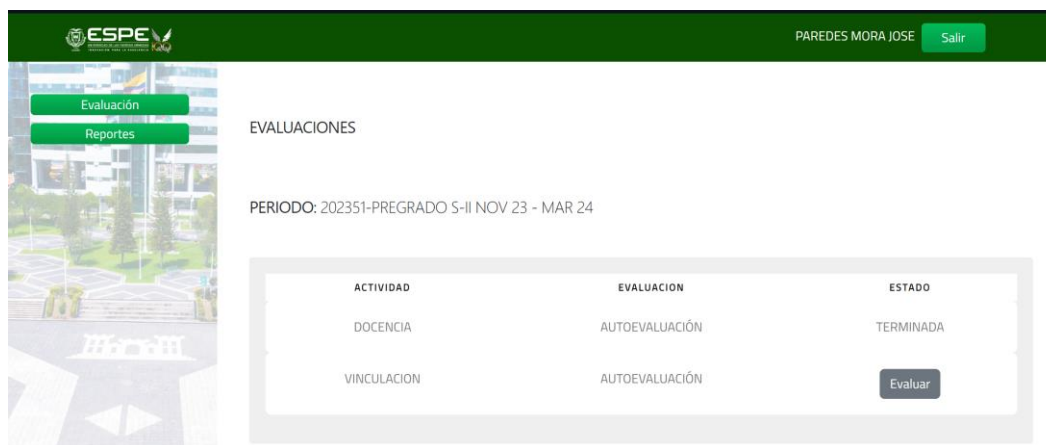 ESPE
PAREDES MORA JOSE
Salir
Evaluación
Reportes
EVALUACIONES
PERIODO: 202351-PREGRADO S-II NOV 23 - MAR 24
ACTIVIDAD EVALUACION ESTADO
DOCENCIA AUTOEVALUACIÓN TERMINADA
VINCULACION AUTOEVALUACIÓN Evaluar